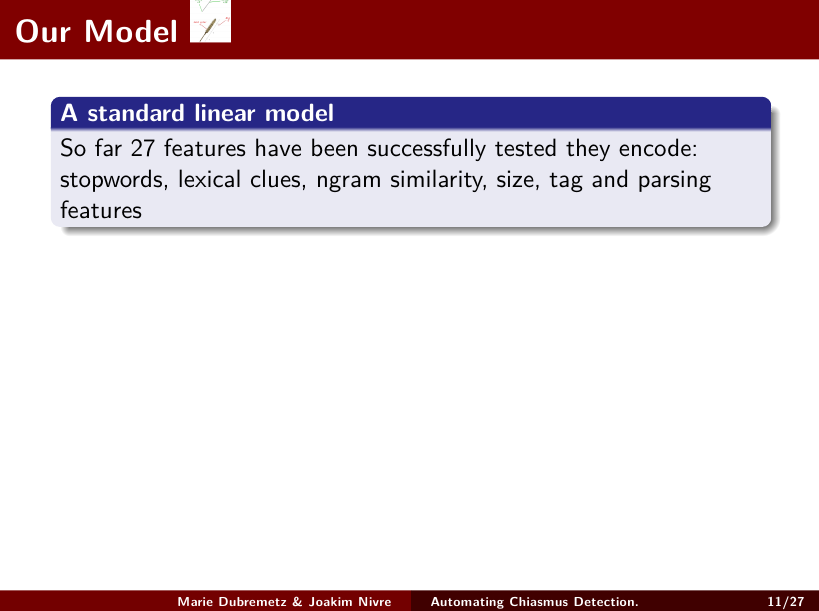 Our Model
A standard linear model
So far 27 features have been successfully tested they encode:
stopwords, lexical clues, ngram similarity, size, tag and parsing
features
Marie Dubremetz & Joakim Nivre Automating Chiasmus Detection. 11/27